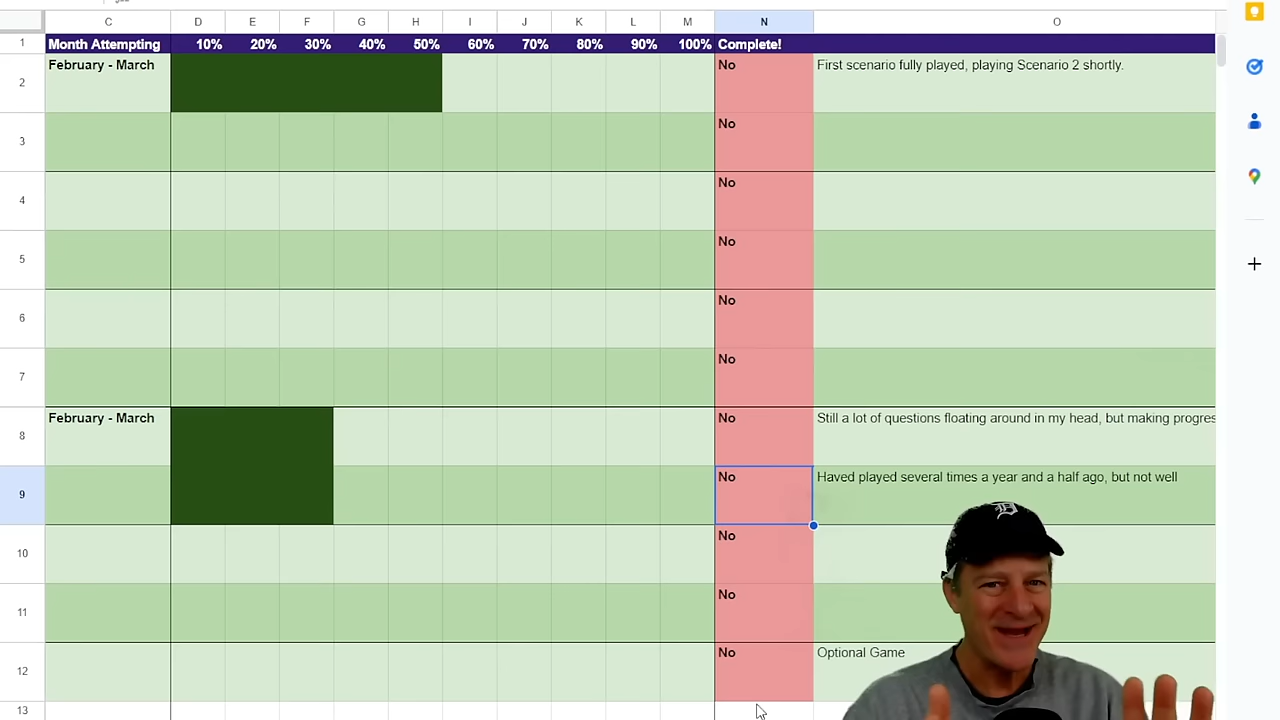 C D E F G H I J K L M N O
1 Month Attempting 10% 20% 30% 40% 50% 60% 70% 80% 90% 100% Complete!
2 February - March No First scenario fully played, playing Scenario 2 shortly.
3 No
4 No
5 No
6 No
7 No
8 February - March No Still a lot of questions floating around in my head, but making progres
9 No Haved played several times a year and a half ago, but not well
10 No
11 No
12 No Optional Game
13
D